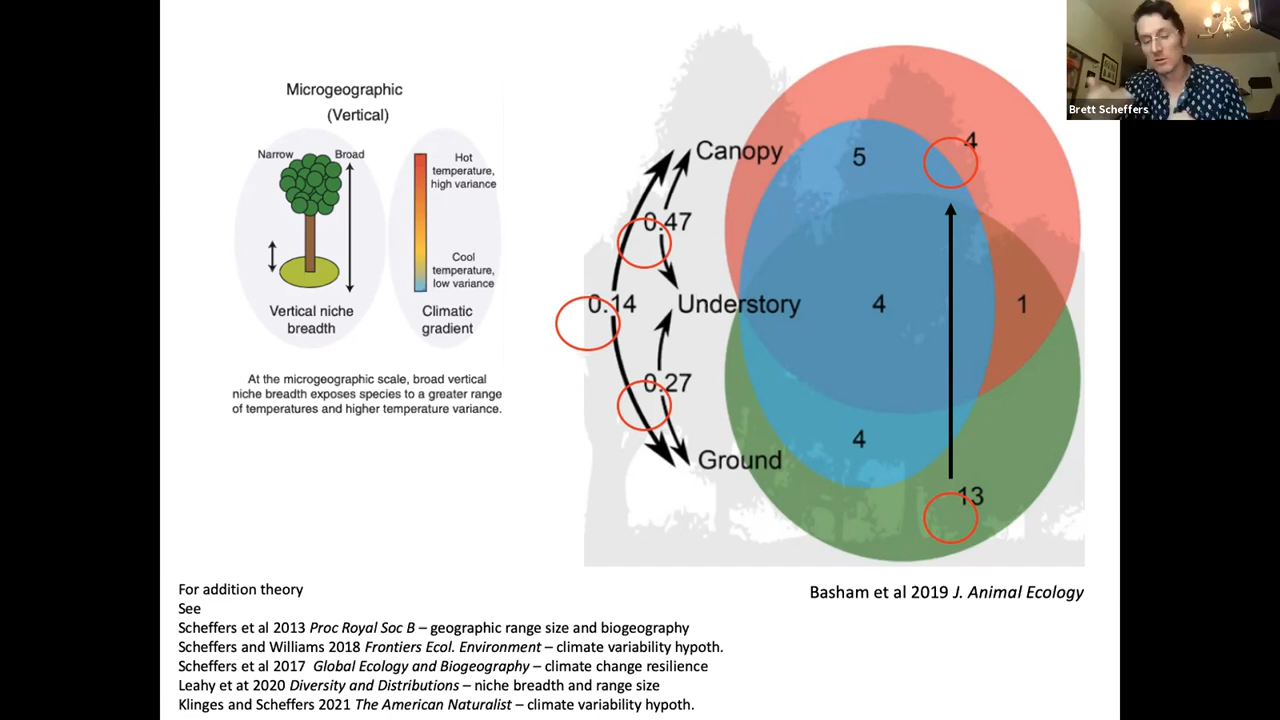 Microgeographic
(Vertical)
Narrow
Broad
Hot
temperature,
high variance
Cool
temperature,
low variance
Vertical niche
breadth
Climatic
gradient
At the microgeographic scale, broad vertical
niche breadth exposes species to a greater range
of temperatures and higher temperature variance.
Canopy
0.47
0.14
Understory
0.27
Ground
5
4
4
1
4
13
Brett Scheffers
For addition theory
See
Scheffers et al 2013 Proc Royal Soc B – geographic range size and biogeography
Scheffers and Williams 2018 Frontiers Ecol. Environment – climate variability hypoth.
Scheffers et al 2017 Global Ecology and Biogeography – climate change resilience
Leahy et at 2020 Diversity and Distributions – niche breadth and range size
Klinges and Scheffers 2021 The American Naturalist – climate variability hypoth.
Basham et al 2019 J. Animal Ecology